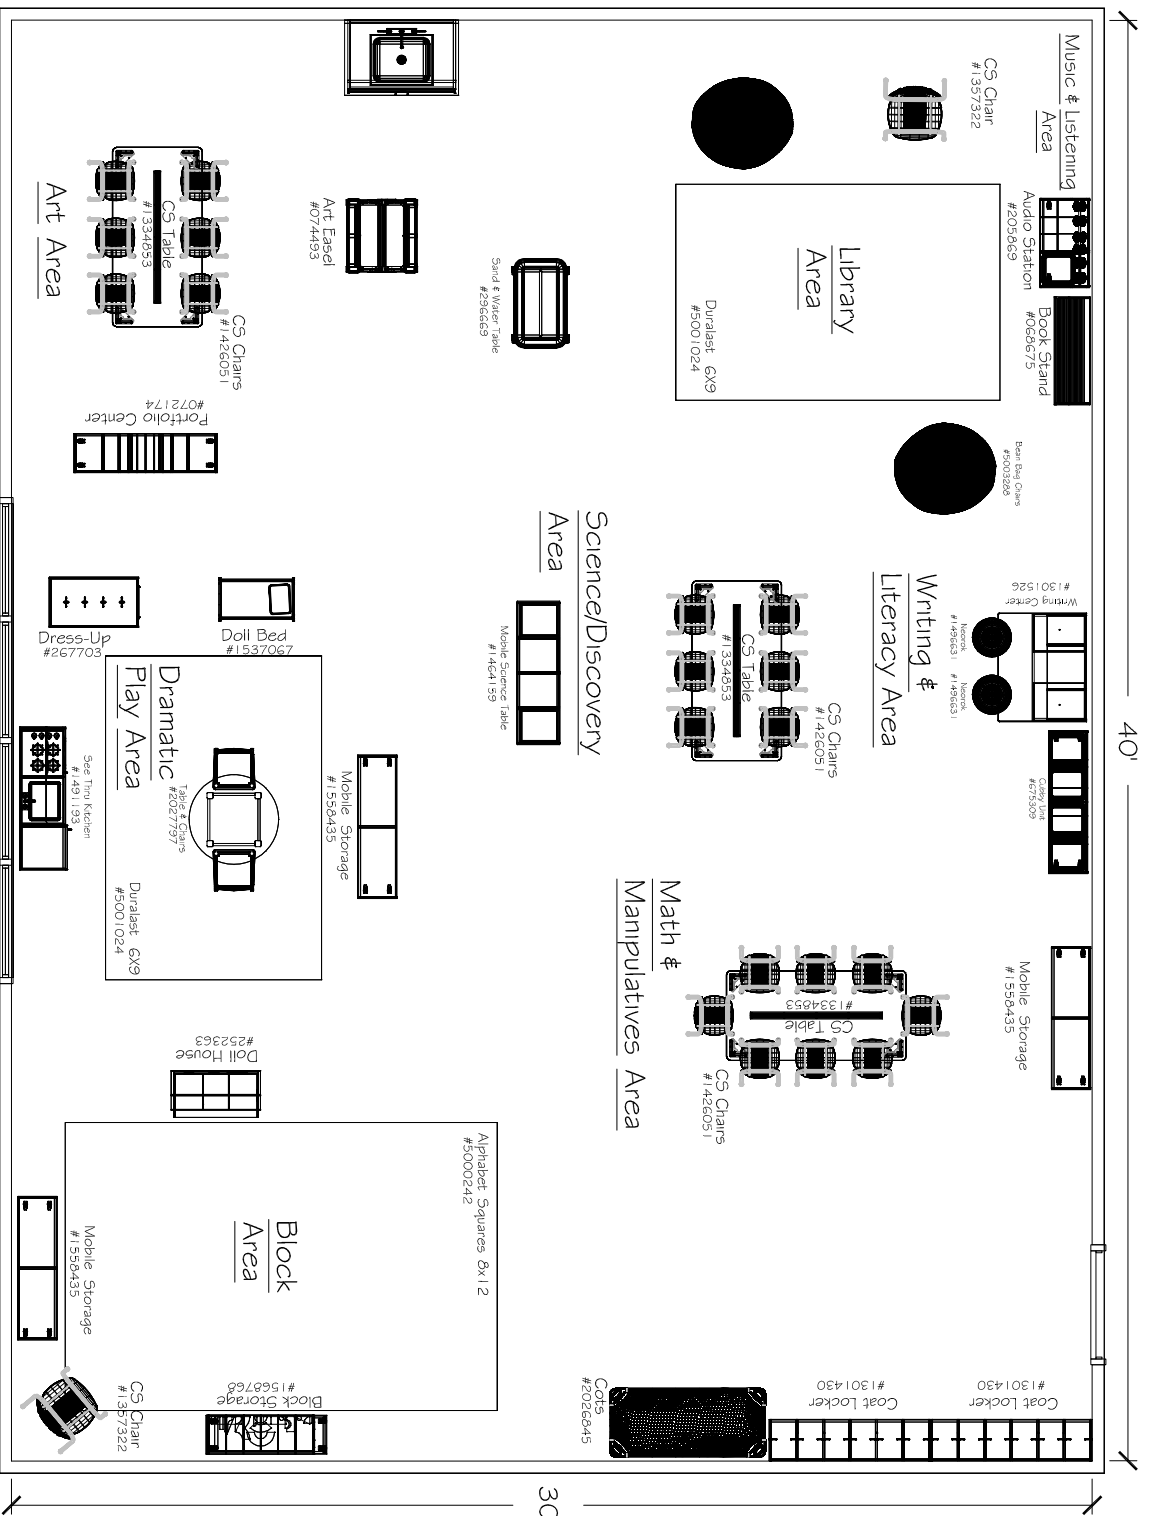 Music & Listening
Area
CS Chair
#1357322
Audio Station
#205869
Book Stand
#068675
Library
Area
Duralast 6X9
#5001024
Bean Bag Chairs
#5003288
Art Easel
#074493
Sand & Water Table
#296669
Art Area
CS Table
#1334853
CS Chairs
#1426051
Portfolio Center
#072174
Science/Discovery
Area
Mobile Science Table
#1464159
Writing &
Literacy Area
Writing Center
#1301526
Neorok
#1496631
Neorok
#1496631
CS Table
#1334853
CS Chairs
#1426051
Cubby Unit
#675309
40'
Dress-Up
#267703
Doll Bed
#1537067
Dramatic
Play Area
Table & Chairs
#2027797
See Thru Kitchen
#1491193
Duralast 6X9
#5001024
Mobile Storage
#1558435
Math &
Manipulatives Area
CS Table
#1334853
CS Chairs
#1426051
Mobile Storage
#1558435
Doll House
#252363
Alphabet Squares 8x12
#5000242
Block
Area
Mobile Storage
#1558435
CS Chair
#1357322
Block Storage
#1568768
Cots
#2026845
Coat Locker
#1301430
Coat Locker
#1301430
30